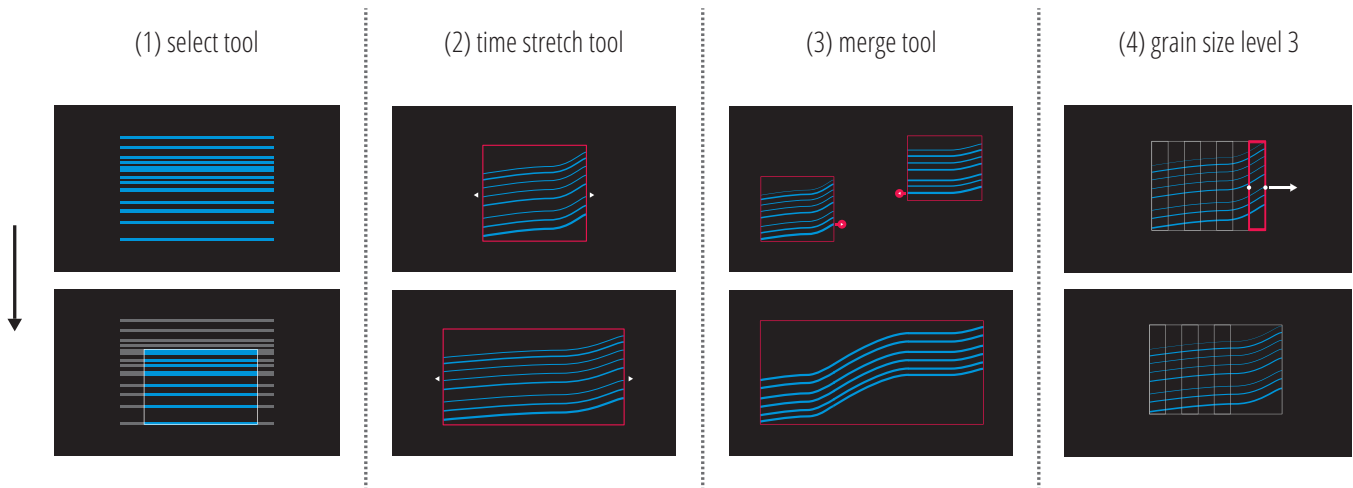 (1) select tool
(2) time stretch tool
(3) merge tool
(4) grain size level 3